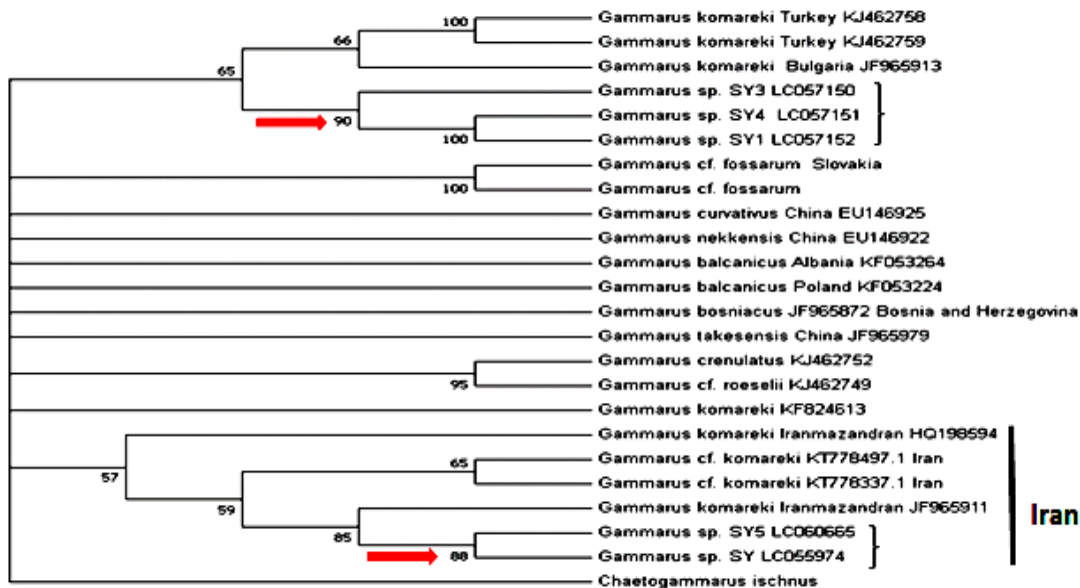 100
Gammarus komareki Turkey KJ462758
66
Gammarus komareki Turkey KJ462759
65
Gammarus komareki Bulgaria JF965913
Gammarus sp. SY3 LC057150
90
Gammarus sp. SY4 LC057151
100
Gammarus sp. SY1 LC057152
Gammarus cf. fossarum Slovakia
100
Gammarus cf. fossarum
Gammarus curvativus China EU146925
Gammarus nekkensis China EU146922
Gammarus balcanicus Albania KF053264
Gammarus balcanicus Poland KF053224
Gammarus bosniacus JF965872 Bosnia and Herzegovina
Gammarus takesensis China JF965979
Gammarus crenulatus KJ462752
95
Gammarus cf. roeselii KJ462749
Gammarus komareki KF824613
Gammarus komareki Iranmazandran HQ198594
57
65
Gammarus cf. komareki KT778497.1 Iran
Gammarus cf. komareki KT778337.1 Iran
59
Gammarus komareki Iranmazandran JF965911
Iran
85
Gammarus sp. SY5 LC060665
88
Gammarus sp. SY LC055974
Chaetogammarus ischnus